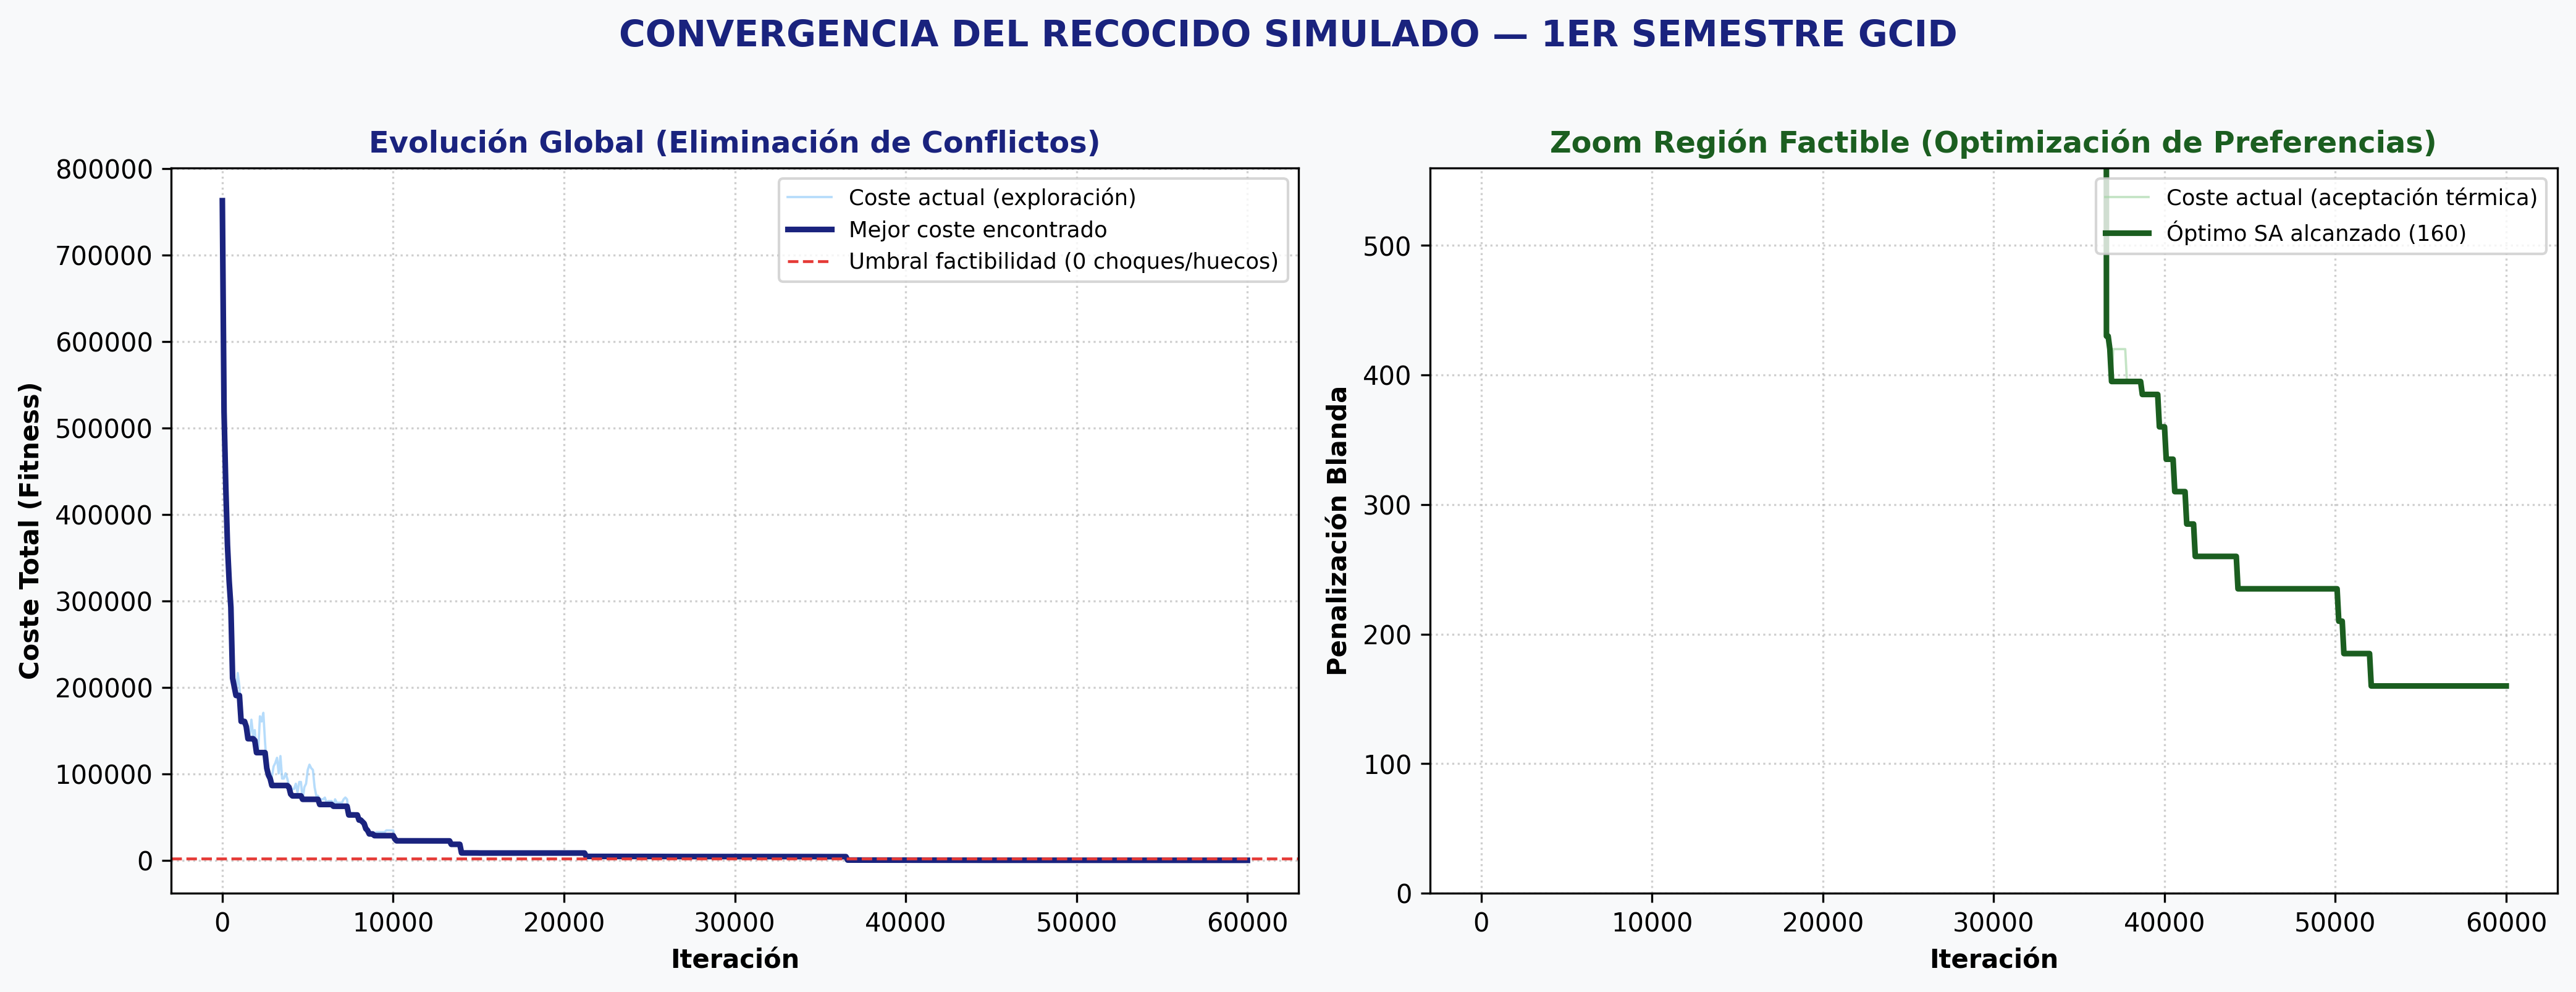 CONVERGENCIA DEL RECOCIDO SIMULADO — 1ER SEMESTRE GCID
Evolución Global (Eliminación de Conflictos)
Coste Total (Fitness)
800000
700000
600000
500000
400000
300000
200000
100000
0
Coste actual (exploración)
Mejor coste encontrado
Umbral factibilidad (0 choques/huecos)
0 10000 20000 30000 40000 50000 60000
Iteración
Zoom Región Factible (Optimización de Preferencias)
Penalización Blanda
500
400
300
200
100
0
Coste actual (aceptación térmica)
Óptimo SA alcanzado (160)
0 10000 20000 30000 40000 50000 60000
Iteración